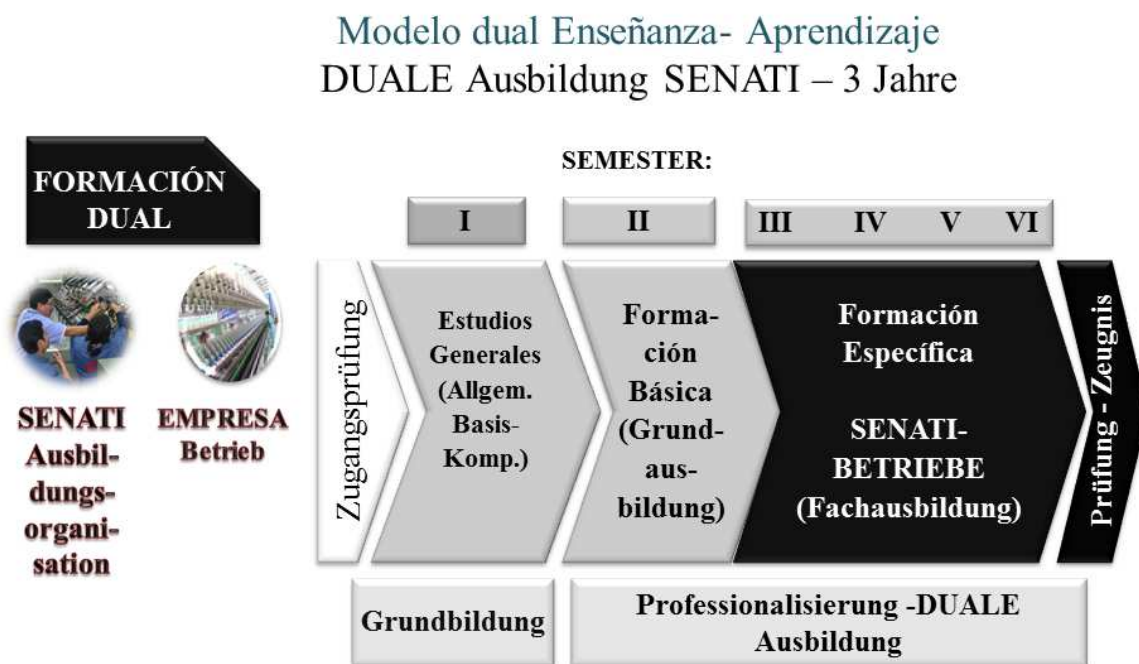 Modelo dual Enseñanza- Aprendizaje
DUALE Ausbildung SENATI – 3 Jahre
FORMACIÓN
DUAL
SEMESTER:
I
II
III IV V VI
SENATI
Ausbil-
dungs-
organi-
sation
EMPRESA
Betrieb
Zugangsprüfung
Estudios
Generales
(Allgem.
Basis-
Komp.)
Forma-
ción
Básica
(Grund-
aus-
bildung)
Formación
Específica
SENATI-
BETRIEBE
(Fachausbildung)
Prüfung - Zeugnis
Grundbildung
Professionalisierung -DUALE
Ausbildung